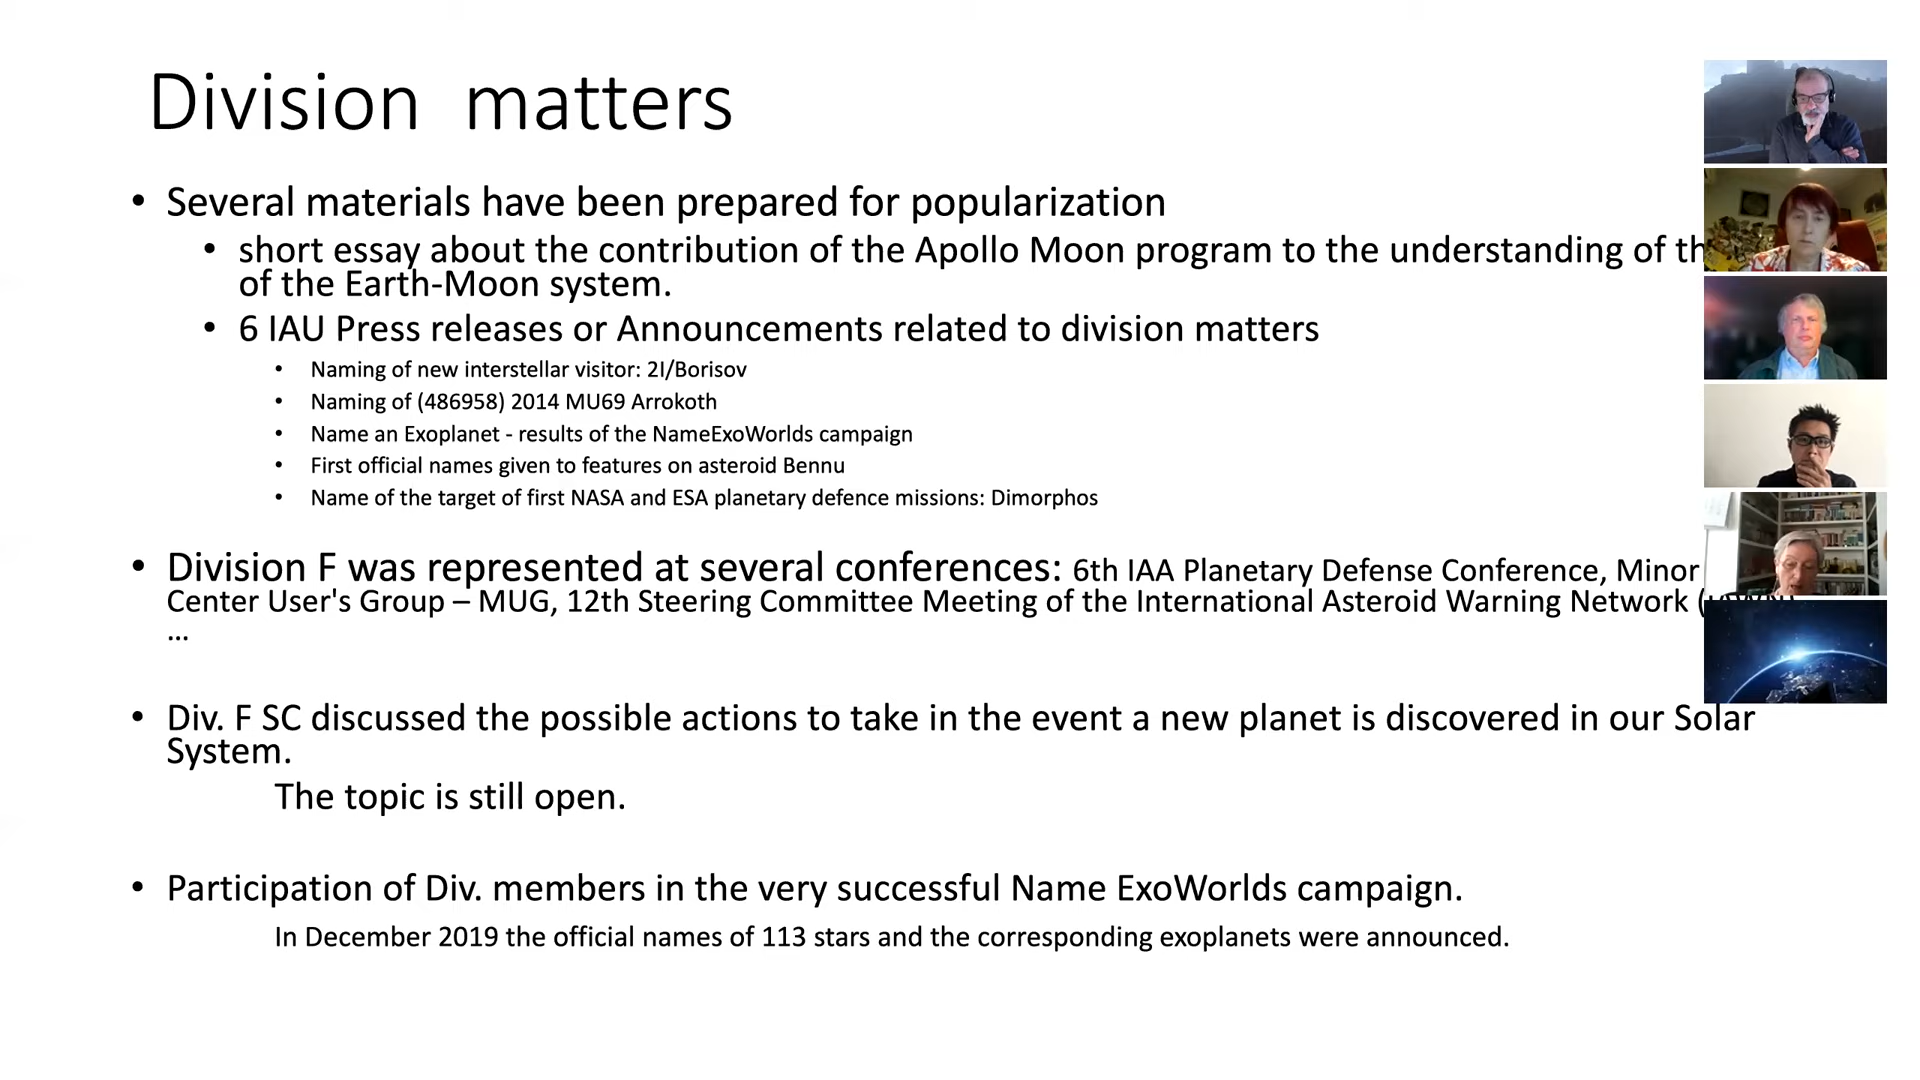 Division matters
• Several materials have been prepared for popularization
• short essay about the contribution of the Apollo Moon program to the understanding of
of the Earth-Moon system.
• 6 IAU Press releases or Announcements related to division matters
• Naming of new interstellar visitor: 2I/Borisov
• Naming of (486958) 2014 MU69 Arrokoth
• Name an Exoplanet - results of the NameExoWorlds campaign
• First official names given to features on asteroid Bennu
• Name of the target of first NASA and ESA planetary defence missions: Dimorphos
• Division F was represented at several conferences: 6th IAA Planetary Defense Conference, Minor
Center User's Group – MUG, 12th Steering Committee Meeting of the International Asteroid Warning Network
...
• Div. F SC discussed the possible actions to take in the event a new planet is discovered in our Solar
System.
The topic is still open.
• Participation of Div. members in the very successful Name ExoWorlds campaign.
In December 2019 the official names of 113 stars and the corresponding exoplanets were announced.